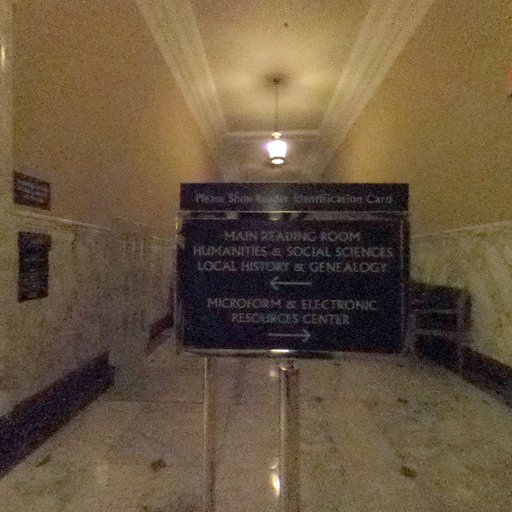 Please Show Reader Identification Card
MAIN READING ROOM
HUMANITIES & SOCIAL SCIENCES
LOCAL HISTORY & GENEALOGY
MICROFORM & ELECTRONIC
RESOURCES CENTER